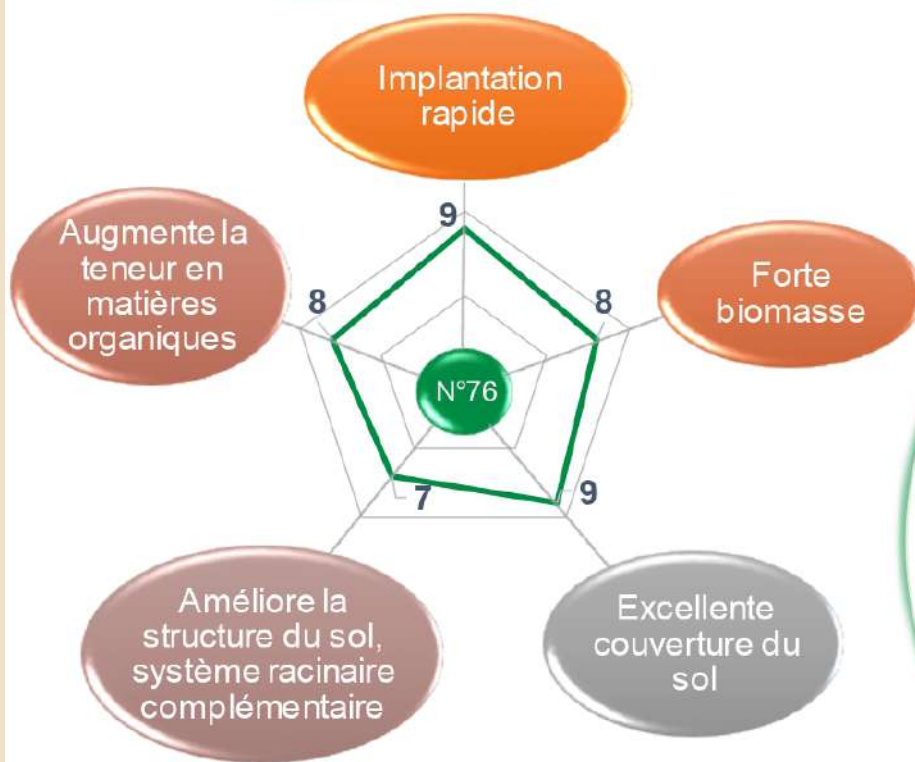 Implantation
rapide
9
Augmente la
teneur en
matières
organiques
8
8
Forte
biomasse
N°76
7
9
Améliore la
structure du sol,
système racinaire
complémentaire
Excellente
couverture du
sol